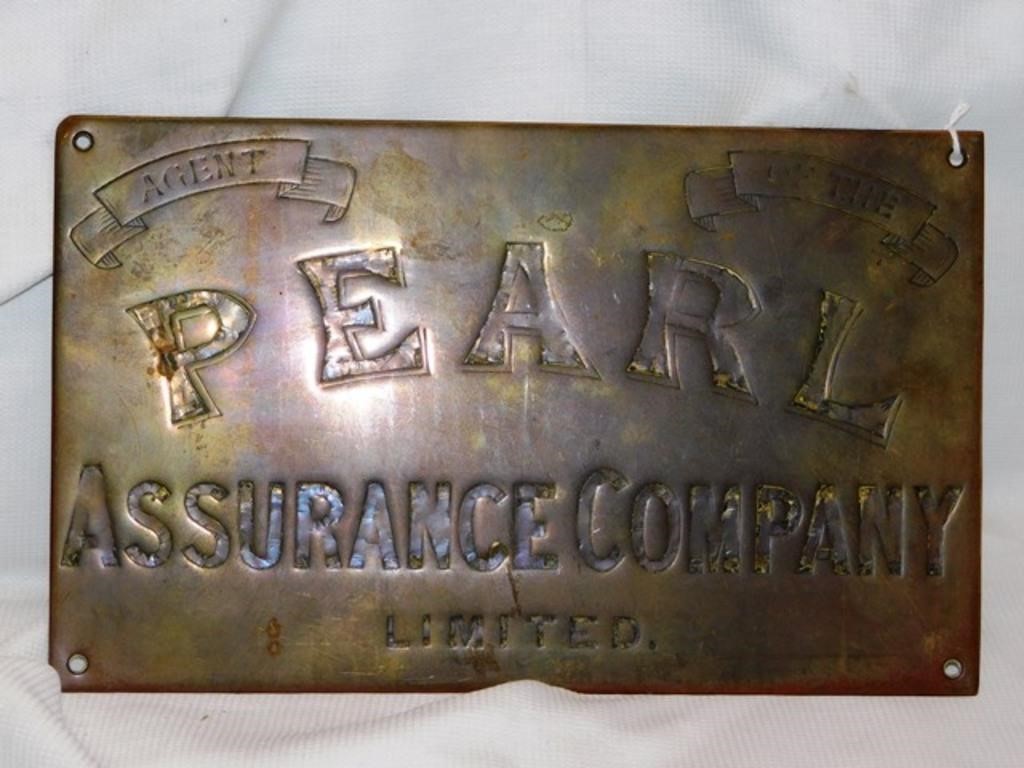 AGENT OF THE
PEARL
ASSURANCE COMPANY
LIMITED.